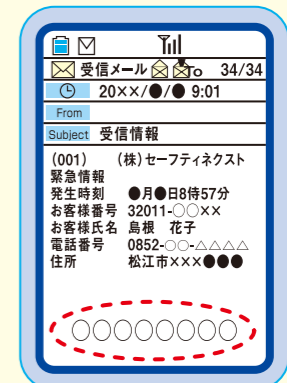 受信メール To 34/34
20××/●/● 9:01
From
Subject 受信情報
(001) (株)セーフティネクスト
緊急情報
発生時刻 ●月●日8侍57分
お客様番号 32011-○○××
お客様氏名 島根 花子
電話番号 0852-○○-△△△△
住所 松江市×××●●●
○○○○○○○○